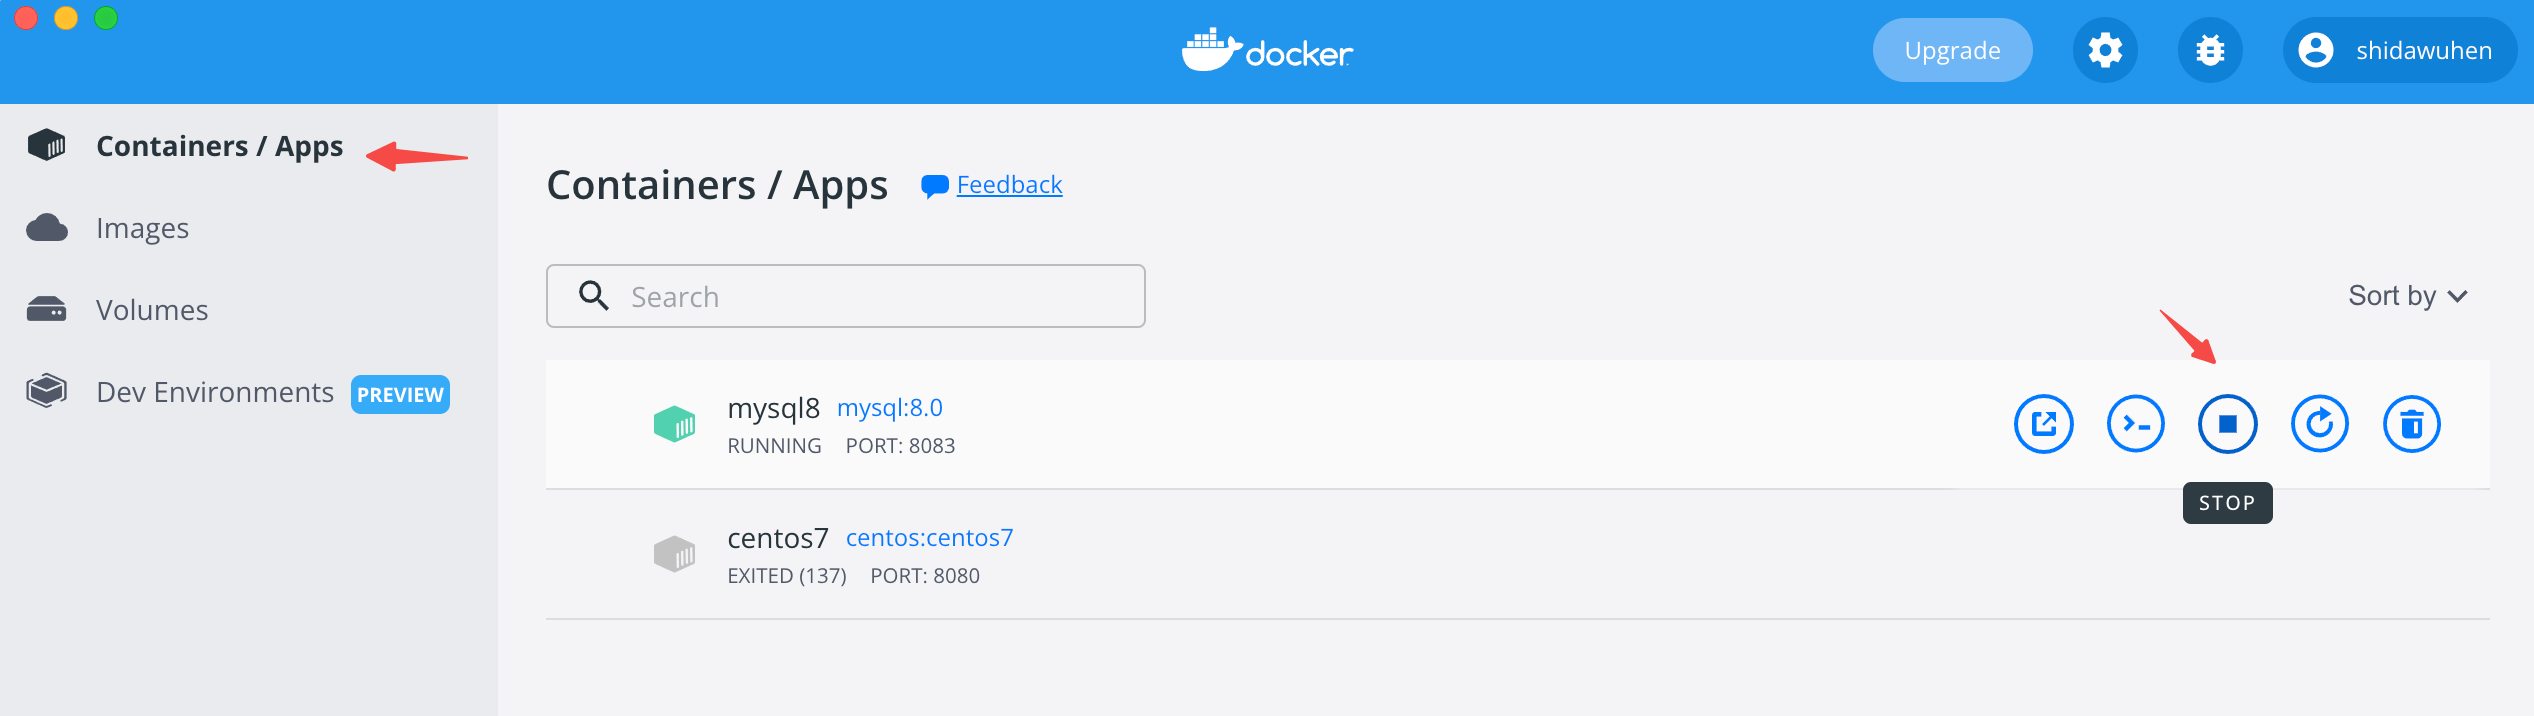 docker
Upgrade
shidawuhen
Containers / Apps
Images
Volumes
Dev Environments PREVIEW
Containers / Apps Feedback
Search
Sort by
mysql8 mysql:8.0
RUNNING PORT: 8083
STOP
centos7 centos:centos7
EXITED (137) PORT: 8080